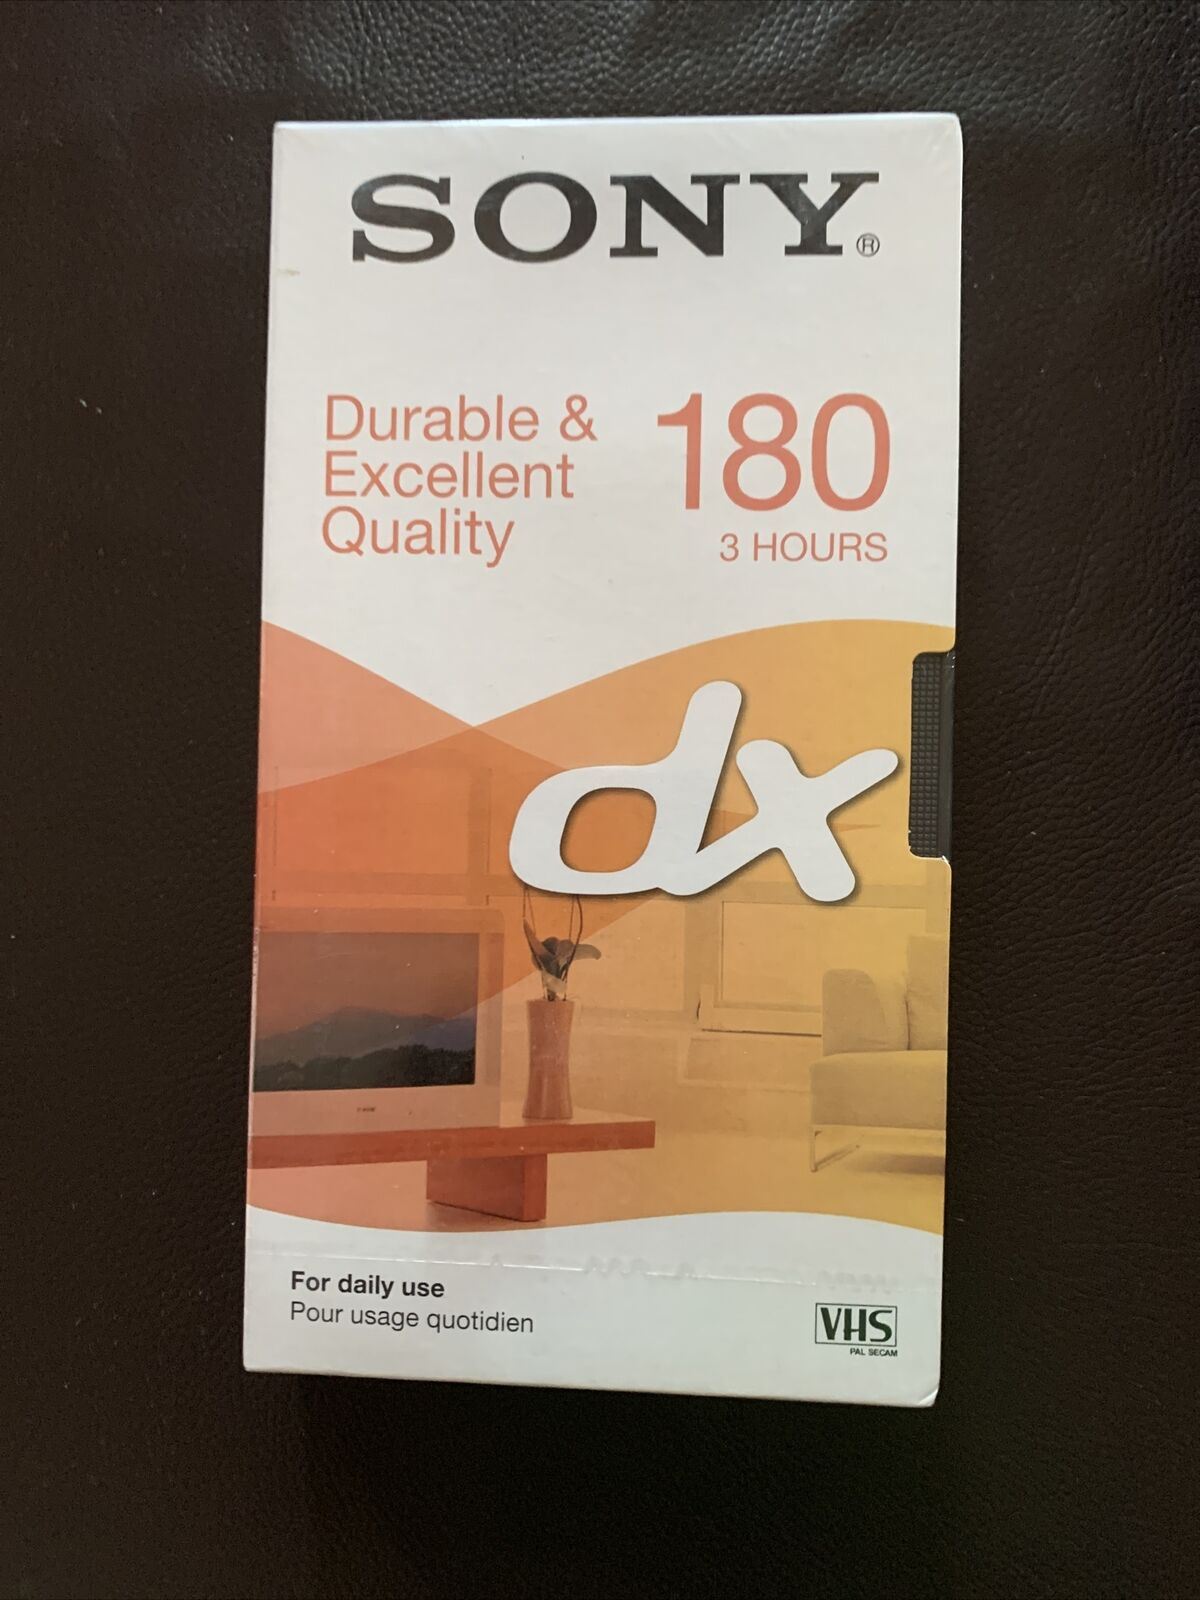 SONY®
Durable &
Excellent
Quality
180
3 HOURS
dx
For daily use
Pour usage quotidien
VHS
PAL SECAM